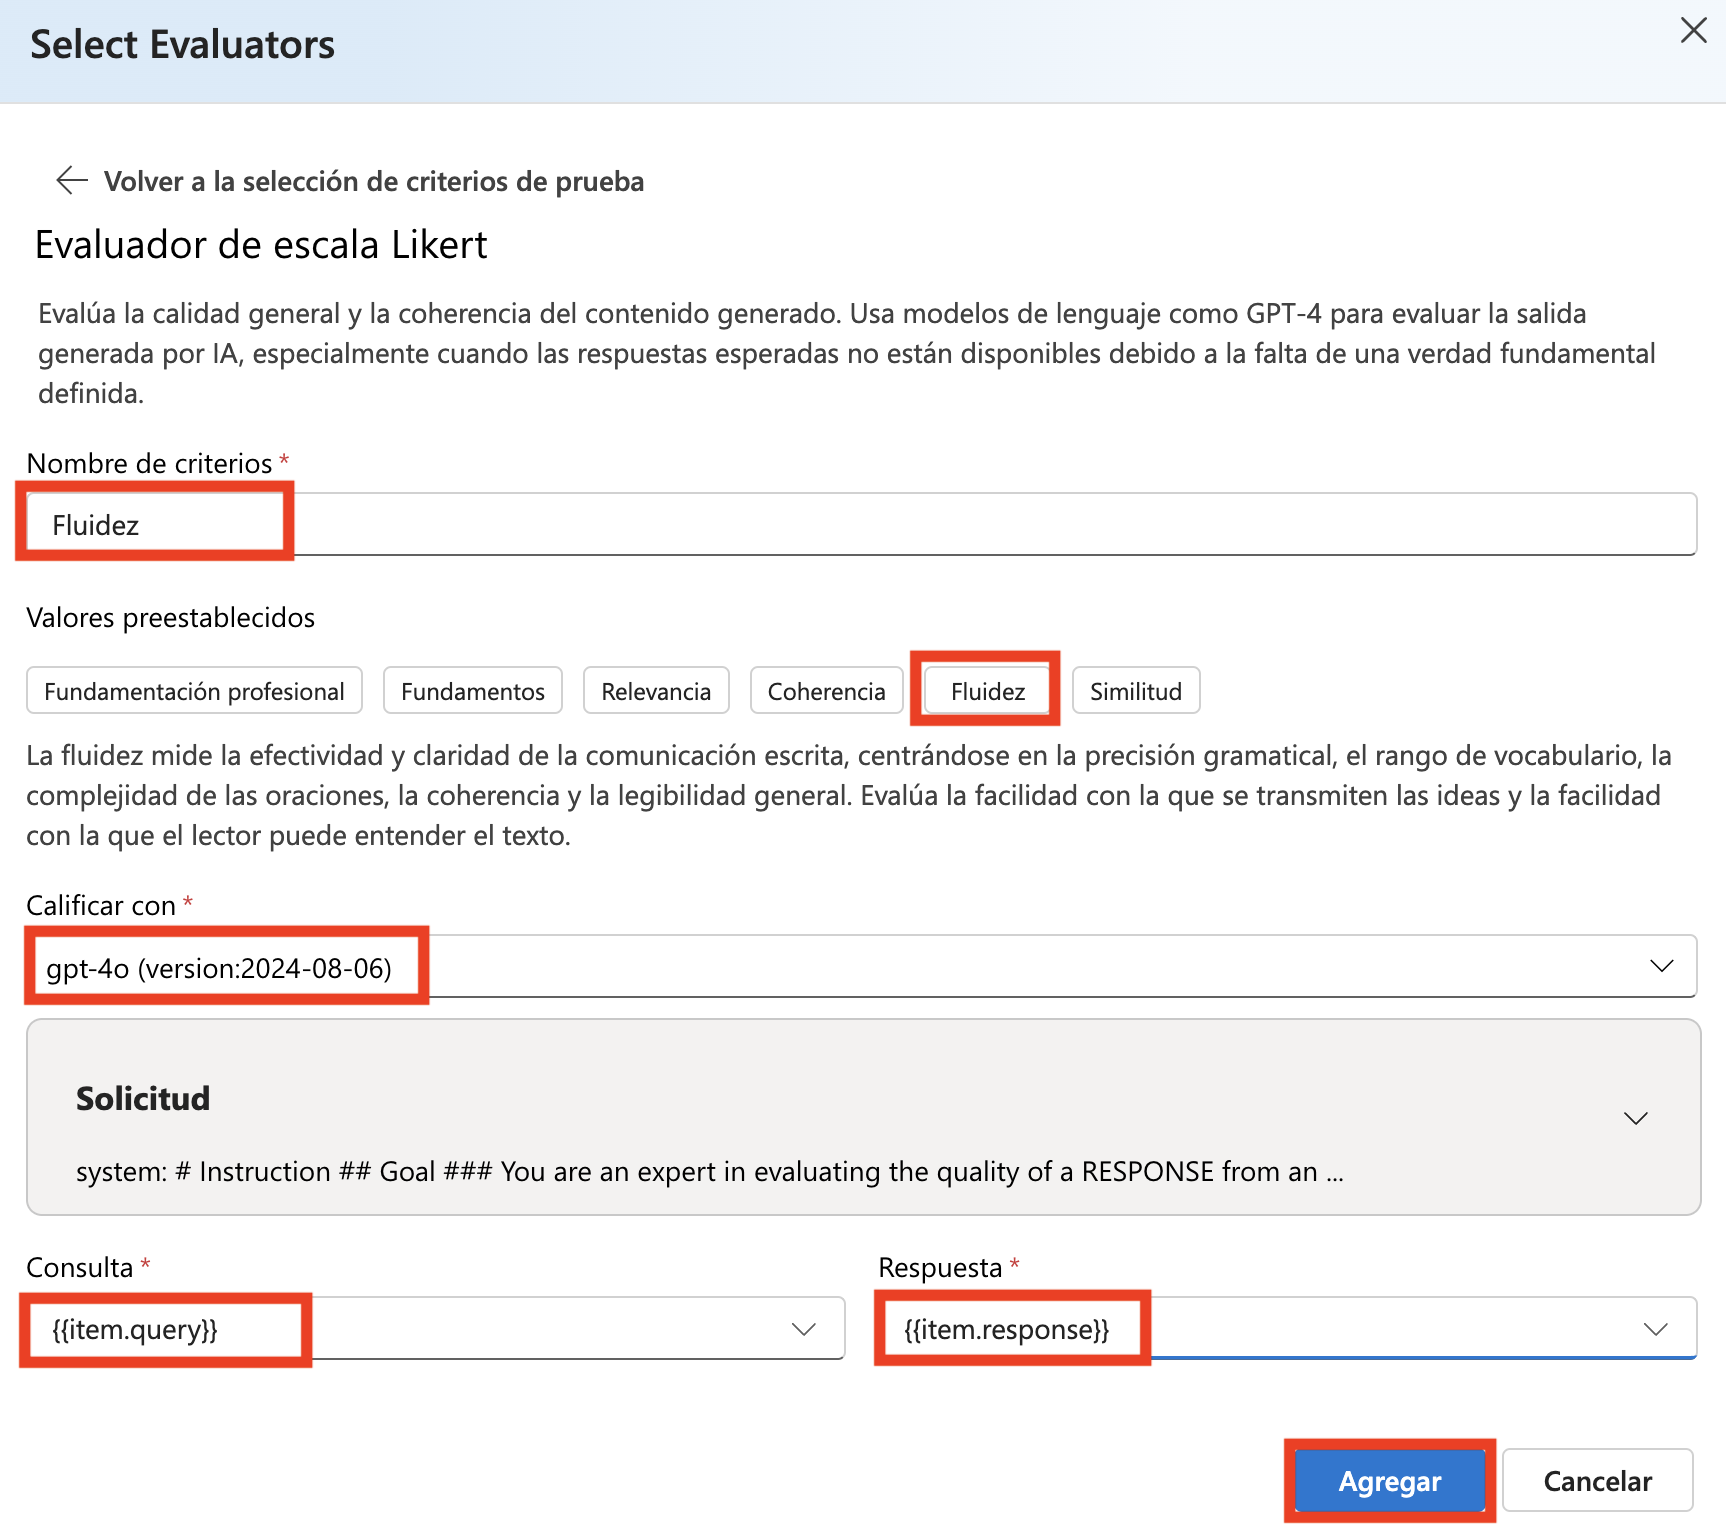 Select Evaluators
Volver a la selección de criterios de prueba
Evaluador de escala Likert
Evalúa la calidad general y la coherencia del contenido generado. Usa modelos de lenguaje como GPT-4 para evaluar la salida
generada por IA, especialmente cuando las respuestas esperadas no están disponibles debido a la falta de una verdad fundamental
definida.
Nombre de criterios *
Fluidez
Valores preestablecidos
Fundamentación profesional Fundamentos Relevancia Coherencia Fluidez Similitud
La fluidez mide la efectividad y claridad de la comunicación escrita, centrándose en la precisión gramatical, el rango de vocabulario, la
complejidad de las oraciones, la coherencia y la legibilidad general. Evalúa la facilidad con la que se transmiten las ideas y la facilidad
con la que el lector puede entender el texto.
Calificar con *
gpt-4o (version:2024-08-06)
Solicitud
system: # Instruction ## Goal ### You are an expert in evaluating the quality of a RESPONSE from an ...
Consulta * Respuesta *
{{item.query}} {{item.response}}
Agregar Cancelar